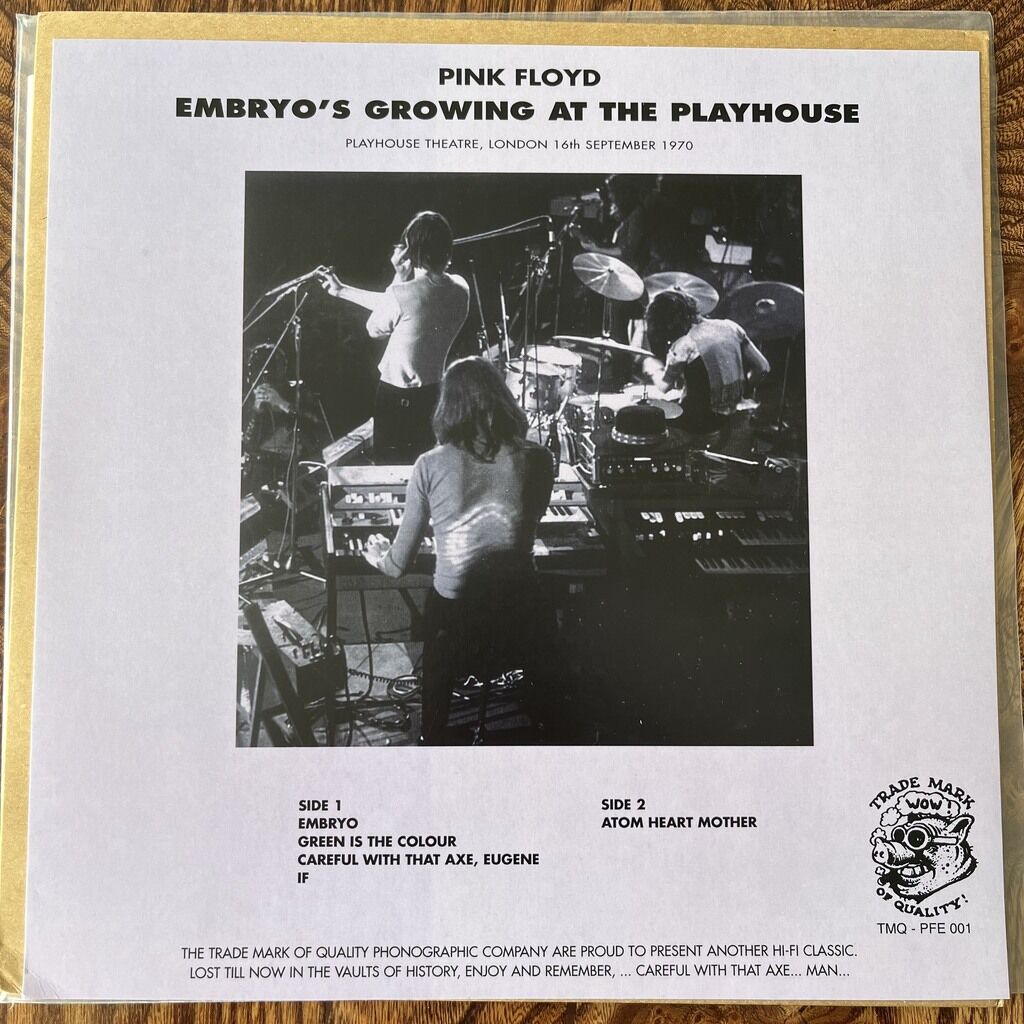 PINK FLOYD
EMBRYO'S GROWING AT THE PLAYHOUSE
PLAYHOUSE THEATRE, LONDON 16th SEPTEMBER 1970
SIDE 1
EMBRYO
GREEN IS THE COLOUR
CAREFUL WITH THAT AXE, EUGENE
IF
SIDE 2
ATOM HEART MOTHER
TRADE MARK
WOW!
OF QUALITY!
TMQ - PFE 001
THE TRADE MARK OF QUALITY PHONOGRAPHIC COMPANY ARE PROUD TO PRESENT ANOTHER HI-FI CLASSIC.
LOST TILL NOW IN THE VAULTS OF HISTORY, ENJOY AND REMEMBER, ... CAREFUL WITH THAT AXE... MAN...